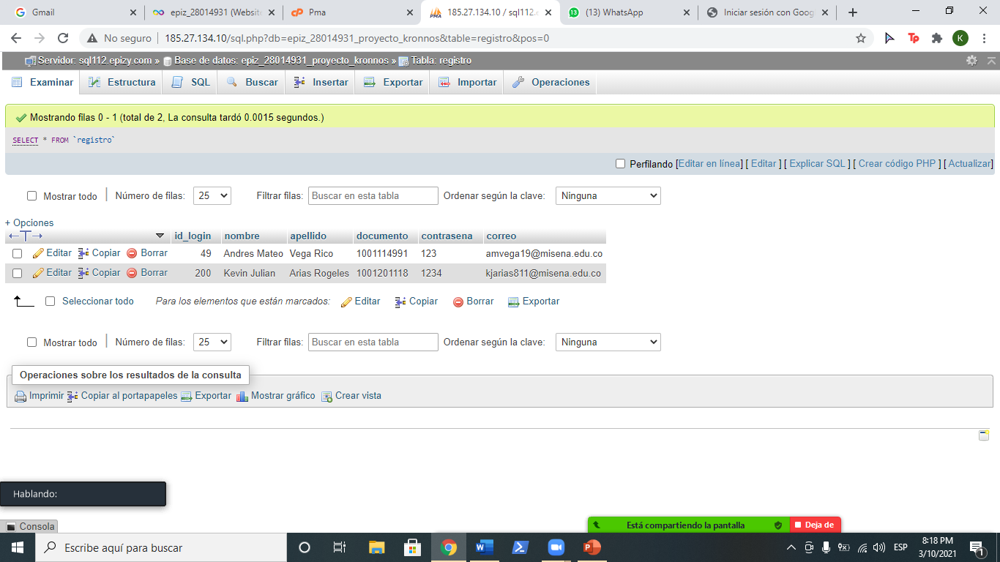 Gmail
epiz_28014931 (Website
Pma
185.27.134.10 / sql112.e
(13) WhatsApp
Iniciar sesión con Goog
No seguro
185.27.134.10/sql.php?db=epiz_28014931_proyecto_kronnos&table=registro&pos=0
K
Servidor: sql112.epizy.com » Base de datos: epiz_28014931_proyecto_kronnos » Tabla: registro
Examinar Estructura SQL Buscar Insertar Exportar Importar Operaciones
Mostrando filas 0 - 1 (total de 2, La consulta tardó 0.0015 segundos.)
SELECT * FROM `registro`
Perfilando [Editar en línea] [ Editar ] [ Explicar SQL ] [ Crear código PHP ] [ Actualizar]
Mostrar todo Número de filas: 25 Filtrar filas: Buscar en esta tabla Ordenar según la clave: Ninguna
+ Opciones
id_login nombre apellido documento contrasena correo
Editar Copiar Borrar 49 Andres Mateo Vega Rico 1001114991 123 amvega19@misena.edu.co
Editar Copiar Borrar 200 Kevin Julian Arias Rogeles 1001201118 1234 kjarias811@misena.edu.co
Seleccionar todo Para los elementos que están marcados: Editar Copiar Borrar Exportar
Mostrar todo Número de filas: 25 Filtrar filas: Buscar en esta tabla Ordenar según la clave: Ninguna
Operaciones sobre los resultados de la consulta
Imprimir Copiar al portapapeles Exportar Mostrar gráfico Crear vista
Hablando:
Consola
Está compartiendo la pantalla Deja de
Escribe aquí para buscar
ESP
8:18 PM
3/10/2021
1